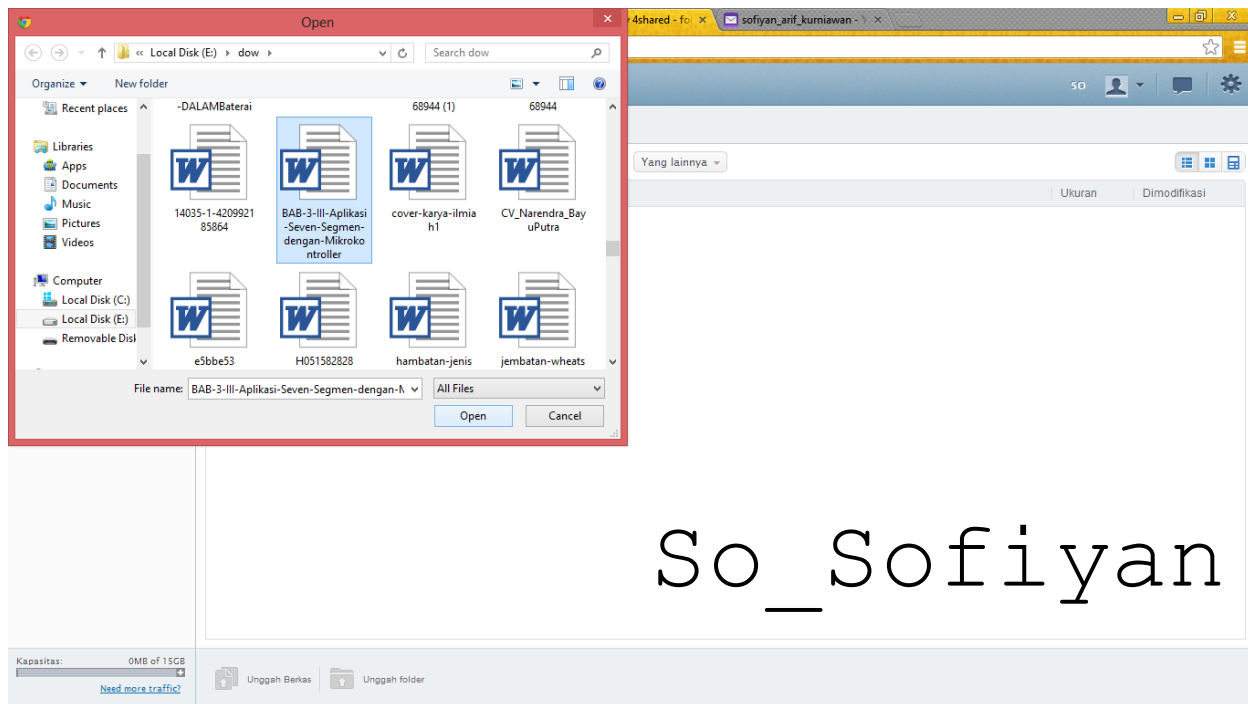 Open
4shared - fo
sofiyan_arif_kurniawan - Y
« Local Disk (E:) dow
Search dow
Organize
New folder
so
Recent places
Libraries
Apps
Documents
Music
Pictures
Videos
Computer
Local Disk (C:)
Local Disk (E:)
Removable Disk
-DALAMBaterai
68944 (1)
68944
14035-1-4209921
85864
BAB-3-III-Aplikasi
-Seven-Segmen-
dengan-Mikroko
ntroller
cover-karya-ilmia
h1
CV_Narendra_Bay
uPutra
e5bbe53
H051582828
hambatan-jenis
jembatan-wheats
File name:
BAB-3-III-Aplikasi-Seven-Segmen-dengan-M
All Files
Open
Cancel
Yang lainnya
Ukuran
Dimodifikasi
So_Sofiyan
Kapasitas:
0MB of 15GB
Need more traffic?
Unggah Berkas
Unggah folder